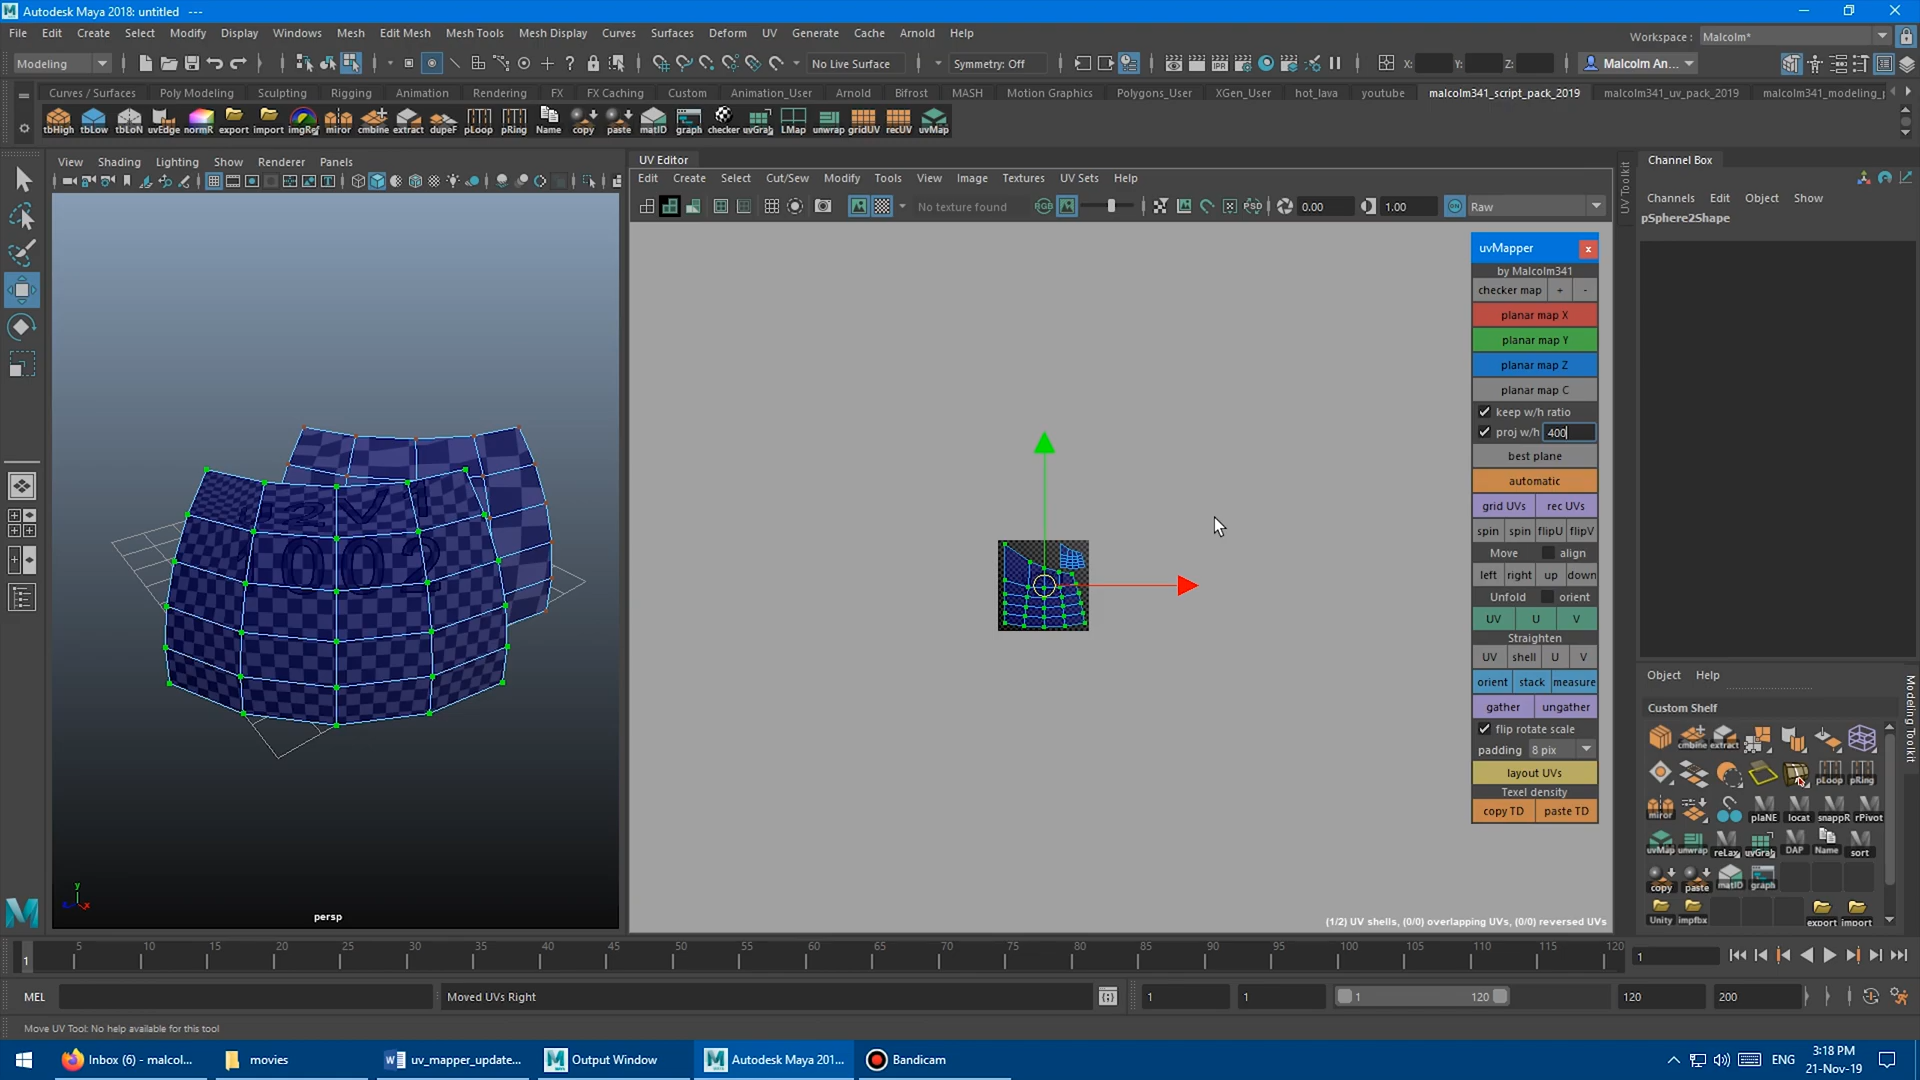 Autodesk Maya 2018: untitled   ---
File Edit Create Select Modify Display Windows Mesh Edit Mesh Mesh Tools Mesh Display Curves Surfaces Deform UV Generate Cache Arnold Help
Workspace : Malcolm*
Modeling No Live Surface Symmetry: Off X: Y: Z: Malcolm An...
Curves / Surfaces Poly Modeling Sculpting Rigging Animation Rendering FX FX Caching Custom Animation_User Arnold Bifrost MASH Motion Graphics Polygons_User XGen_User hot_lava youtube malcolm341_script_pack_2019 malcolm341_uv_pack_2019 malcolm341_modeling_p
tbHigh tbLow tbLoN uvEdge normR export import imgRef miror cmbine extract dupeF pLoop pRing Name copy paste matID graph checker uvGrab LMap unwrap gridUV recUV uvMap
View Shading Lighting Show Renderer Panels
UV Editor
Edit Create Select Cut/Sew Modify Tools View Image Textures UV Sets Help
No texture found RGB PSD 0.00 1.00 ON Raw
UV Toolkit
Channel Box
Channels Edit Object Show
pSphere2Shape
uvMapper x
by Malcolm341
checker map + -
planar map X
planar map Y
planar map Z
planar map C
keep w/h ratio
proj w/h 400
best plane
automatic
grid UVs rec UVs
spin spin flipU flipV
Move align
left right up down
Unfold orient
UV U V
Straighten
UV shell U V
orient stack measure
gather ungather
flip rotate scale
padding 8 pix
layout UVs
Texel density
copy TD paste TD
002
y
x
persp
(1/2) UV shells, (0/0) overlapping UVs, (0/0) reversed UVs
Object Help
Modeling Toolkit
Custom Shelf
cmbine extract
pLoop pRing
miror plaNE locat snappR rPivot
uvMap unwrap reLax uvGrab DAP Name sort
copy paste matID graph
Unity impfbx export import
1 5 10 15 20 25 30 35 40 45 50 55 60 65 70 75 80 85 90 95 100 105 110 115 120
1
MEL Moved UVs Right 1 1 1 120 120 200
Move UV Tool: No help available for this tool
Inbox (6) - malcol... movies uv_mapper_update... Output Window Autodesk Maya 201... Bandicam ENG 3:18 PM
21-Nov-19